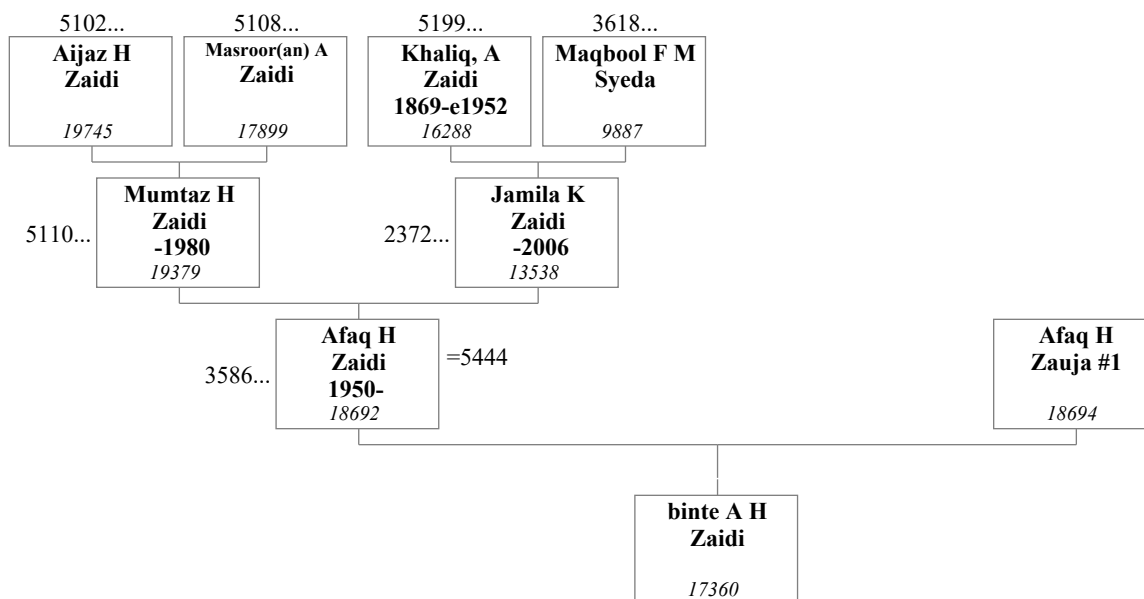 5102... 5108... 5199... 3618...
Aijaz H
Zaidi
19745
Masroor(an) A
Zaidi
17899
Khaliq, A
Zaidi
1869-e1952
16288
Maqbool F M
Syeda
9887
5110...
Mumtaz H
Zaidi
-1980
19379
2372...
Jamila K
Zaidi
-2006
13538
3586...
Afaq H
Zaidi
1950-
18692
=5444
Afaq H
Zauja #1
18694
binte A H
Zaidi
17360